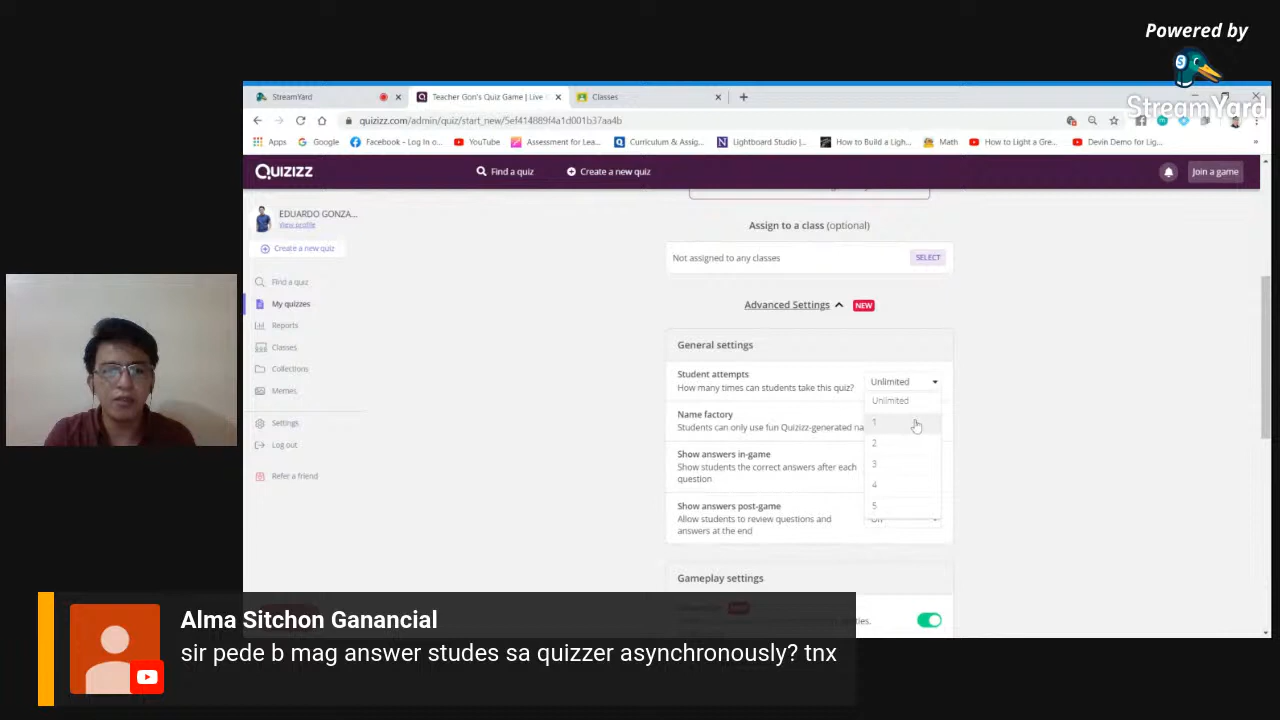 Powered by
StreamYard
StreamYard
Teacher Gon's Quiz Game | Live
Classes
quizizz.com/admin/quiz/start_new/5ef414889f4a1d001b37aa4b
Apps
Google
Facebook - Log In o...
YouTube
Assessment for Lea...
Curriculum & Assig...
Lightboard Studio |...
How to Build a Ligh...
Math
How to Light a Gre...
Devin Demo for Lig...
QUIZIZZ
Find a quiz
Create a new quiz
Join a game
EDUARDO GONZA...
View profile
Create a new quiz
Find a quiz
My quizzes
Reports
Classes
Collections
Memes
Settings
Log out
Refer a friend
Assign to a class (optional)
Not assigned to any classes
SELECT
Advanced Settings
NEW
General settings
Student attempts
How many times can students take this quiz?
Unlimited
Unlimited
1
2
3
4
5
Name factory
Students can only use fun Quizizz-generated na
Show answers in-game
Show students the correct answers after each
question
Show answers post-game
Allow students to review questions and
answers at the end
Gameplay settings
Alma Sitchon Ganancial
sir pede b mag answer studes sa quizzer asynchronously? tnx